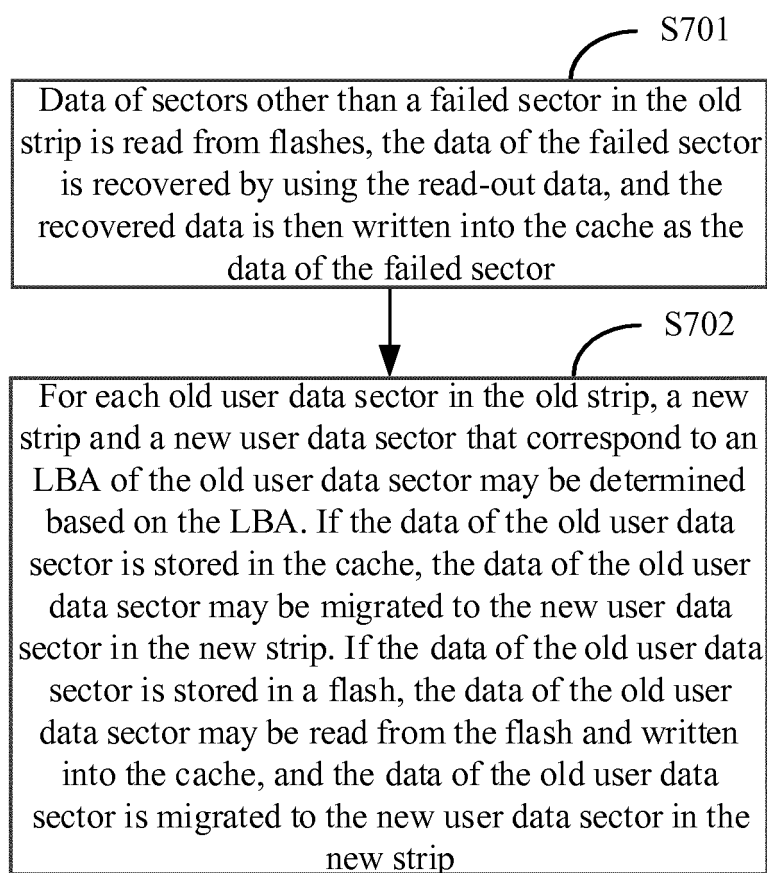 S701
Data of sectors other than a failed sector in the old
strip is read from flashes, the data of the failed sector
is recovered by using the read-out data, and the
recovered data is then written into the cache as the
data of the failed sector
S702
For each old user data sector in the old strip, a new
strip and a new user data sector that correspond to an
LBA of the old user data sector may be determined
based on the LBA. If the data of the old user data
sector is stored in the cache, the data of the old user
data sector may be migrated to the new user data
sector in the new strip. If the data of the old user data
sector is stored in a flash, the data of the old user
data sector may be read from the flash and written
into the cache, and the data of the old user data
sector is migrated to the new user data sector in the
new strip